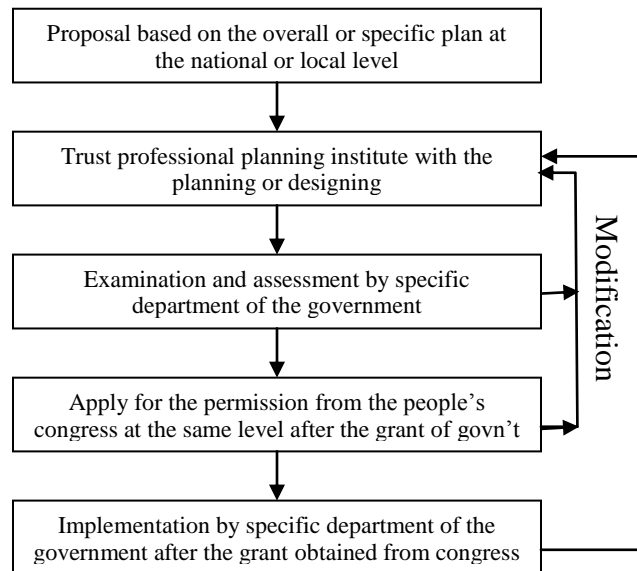 Proposal based on the overall or specific plan at
the national or local level
Trust professional planning institute with the
planning or designing
Examination and assessment by specific
department of the government
Apply for the permission from the people’s
congress at the same level after the grant of govn’t
Implementation by specific department of the
government after the grant obtained from congress
Modification